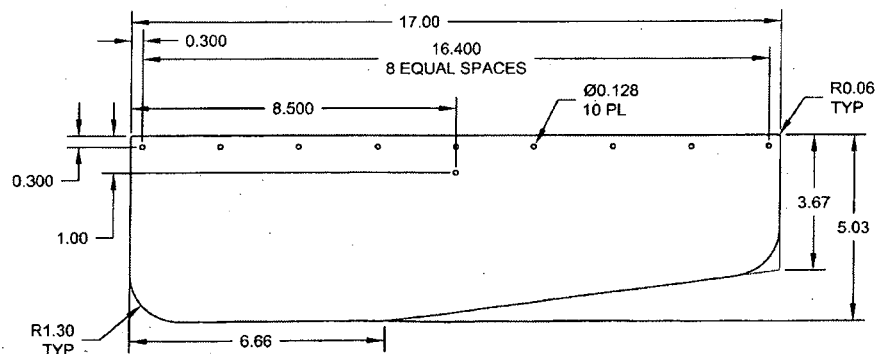 17.00
0.300
16.400
8 EQUAL SPACES
8.500
Ø0.128
10 PL
R0.06
TYP
0.300
1.00
3.67
5.03
R1.30
TYP
6.66